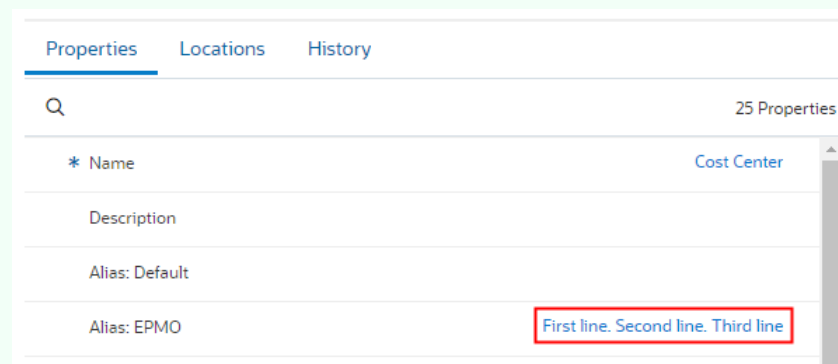 Properties Locations History
25 Properties
* Name Cost Center
Description
Alias: Default
Alias: EPMO First line. Second line. Third line